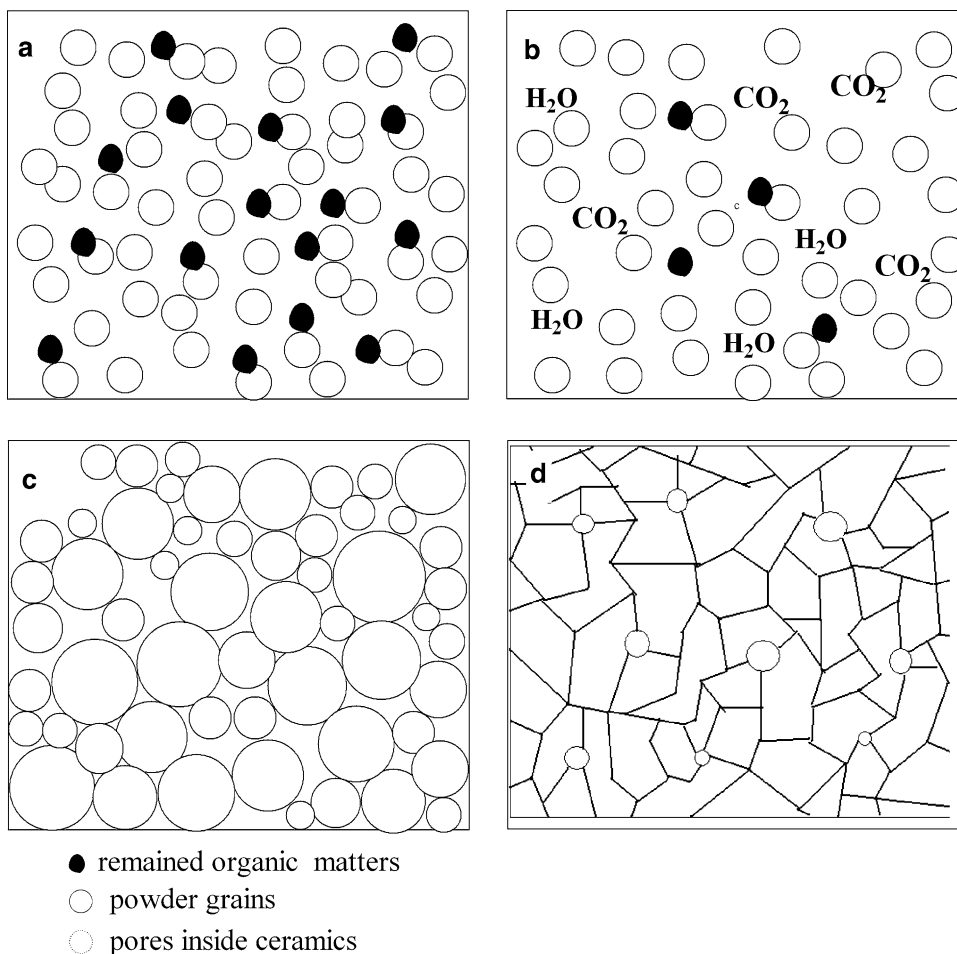 a
b
H₂O
CO₂
CO₂
c
CO₂
H₂O
CO₂
H₂O
H₂O
c
d
remained organic matters
powder grains
pores inside ceramics